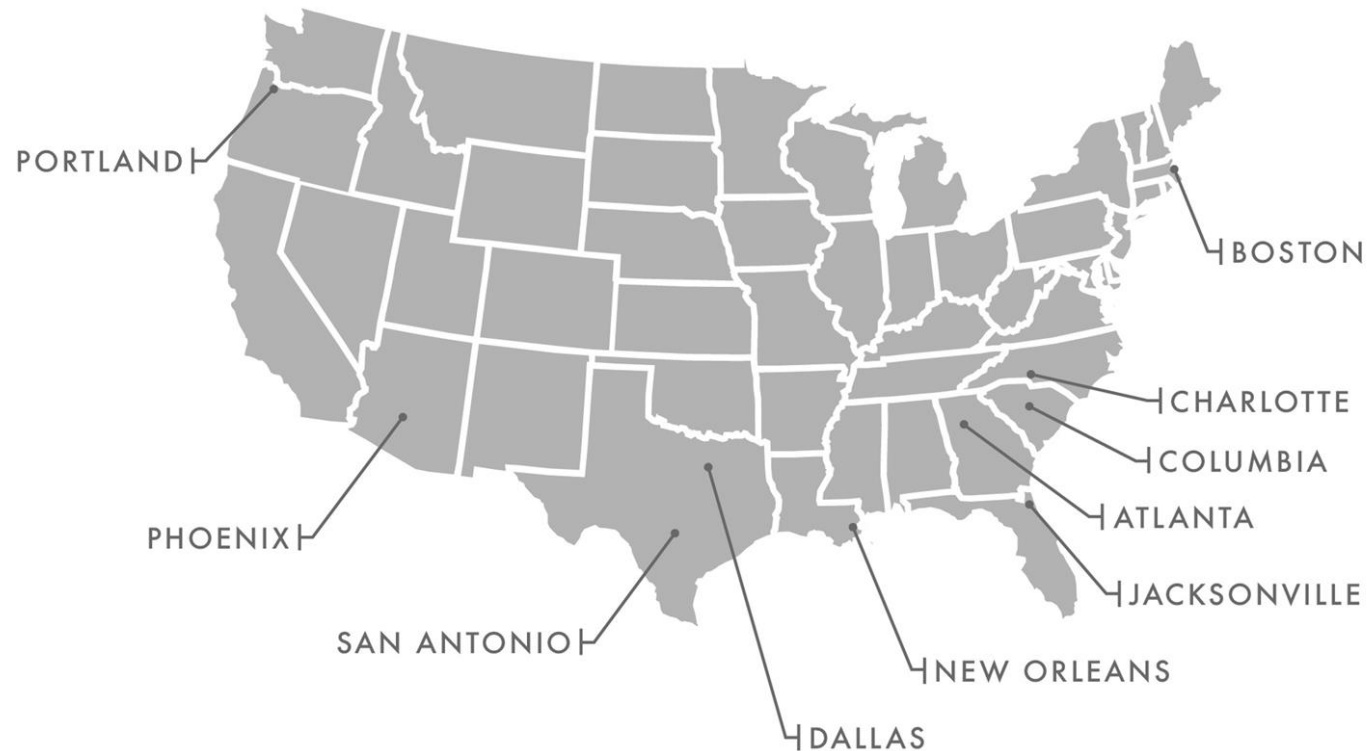 PORTLAND
BOSTON
CHARLOTTE
COLUMBIA
ATLANTA
PHOENIX
JACKSONVILLE
SAN ANTONIO
NEW ORLEANS
DALLAS